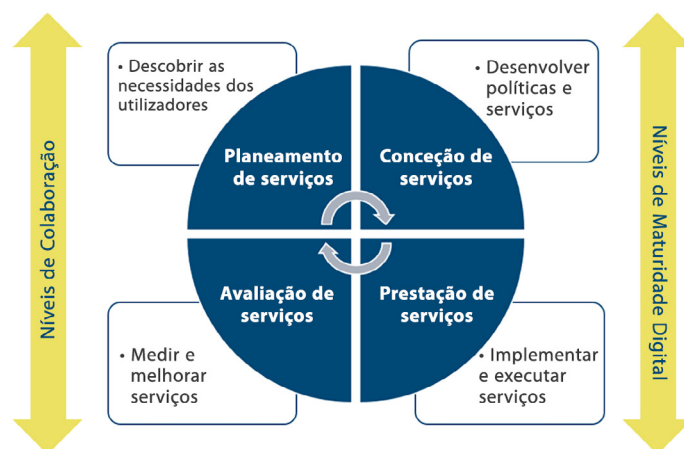 Níveis de Colaboração
• Descobrir as
necessidades dos
utilizadores
Planeamento
de serviços
Conceção de
serviços
• Desenvolver
políticas e
serviços
Avaliação de
serviços
Prestação de
serviços
• Medir e
melhorar
serviços
• Implementar
e executar
serviços
Níveis de Maturidade Digital